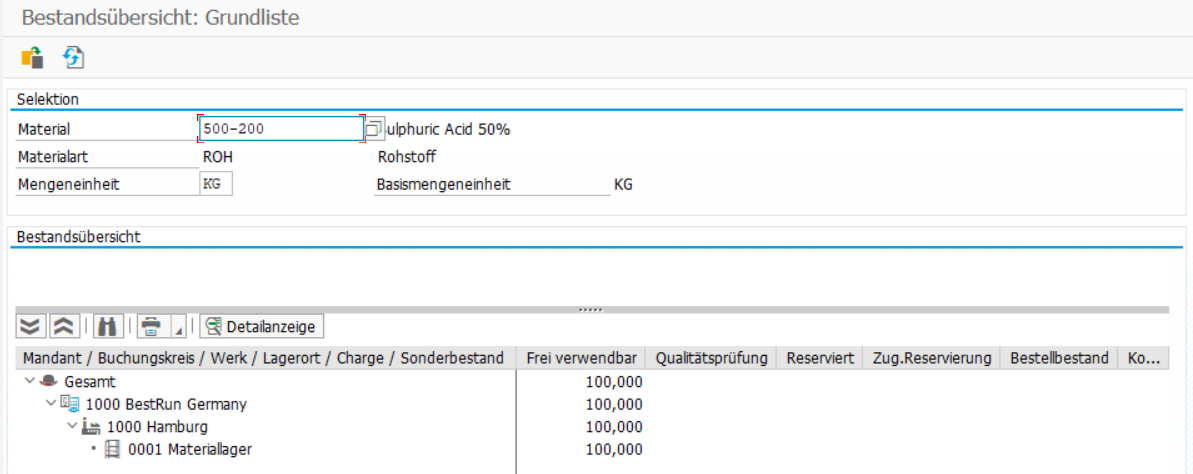 Bestandsübersicht: Grundliste
Selektion
Material 500-200 ulphuric Acid 50%
Materialart ROH Rohstoff
Mengeneinheit KG Basismengeneinheit KG
Bestandsübersicht
Detailanzeige
Mandant / Buchungskreis / Werk / Lagerort / Charge / Sonderbestand Frei verwendbar Qualitätsprüfung Reserviert Zug.Reservierung Bestellbestand Ko...
Gesamt 100,000
1000 BestRun Germany 100,000
1000 Hamburg 100,000
0001 Materiallager 100,000